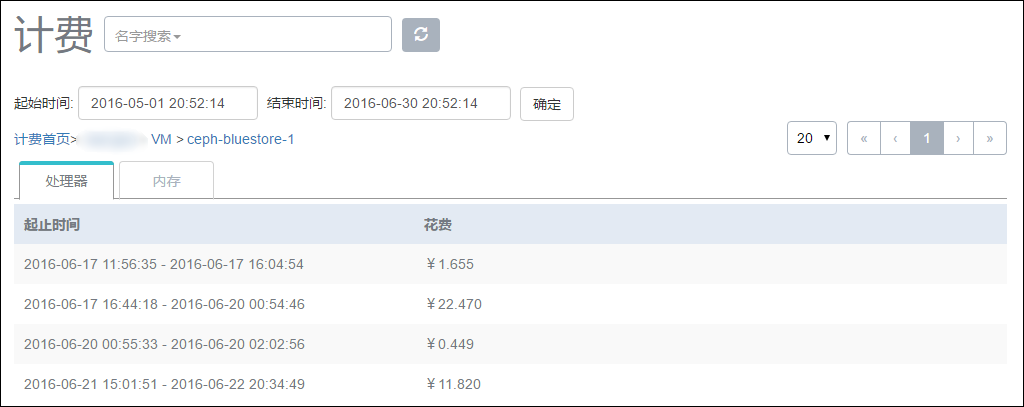 计费 名字搜索
起始时间: 2016-05-01 20:52:14 结束时间: 2016-06-30 20:52:14 确定
计费首页> VM > ceph-bluestore-1 20 « ‹ 1 › »
处理器 内存
起止时间 花费
2016-06-17 11:56:35 - 2016-06-17 16:04:54 ￥1.655
2016-06-17 16:44:18 - 2016-06-20 00:54:46 ￥22.470
2016-06-20 00:55:33 - 2016-06-20 02:02:56 ￥0.449
2016-06-21 15:01:51 - 2016-06-22 20:34:49 ￥11.820